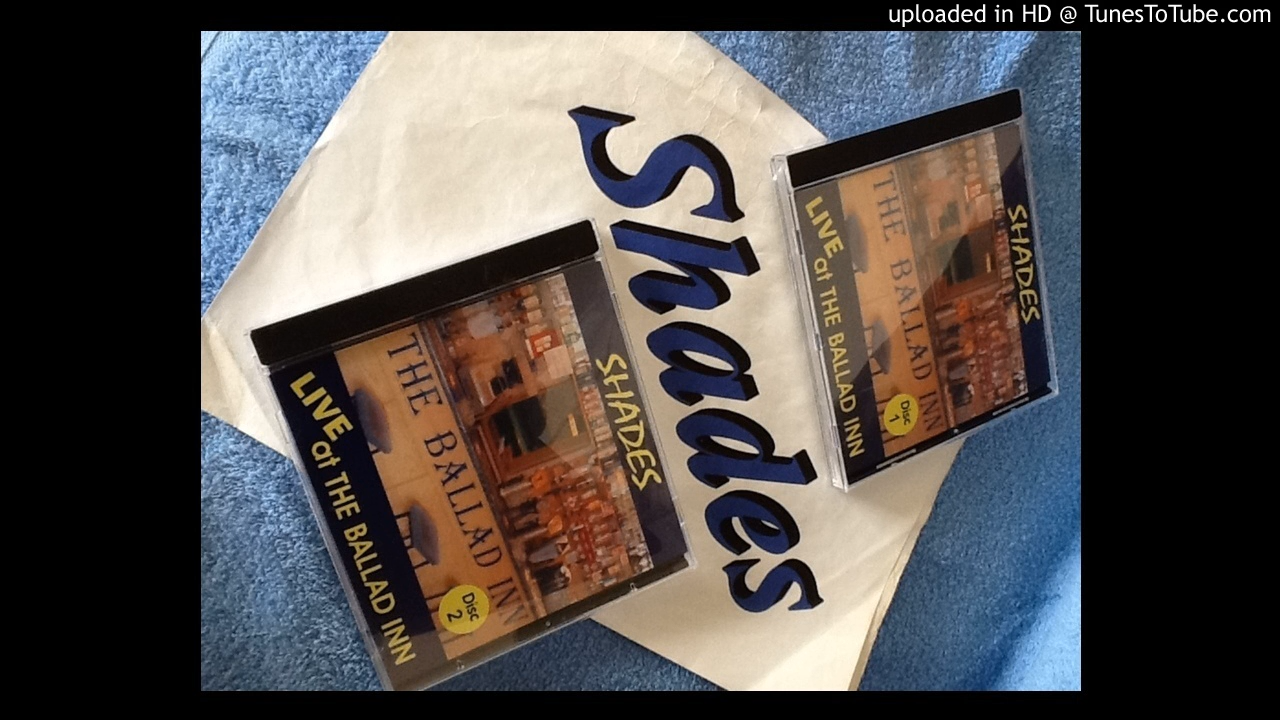 uploaded in HD @ TunesToTube.com
Shades
SHADES
THE BALLAD INN
Disc
1
LIVE at THE BALLAD INN
SHADES
THE BALLAD INN
Disc
2
LIVE at THE BALLAD INN